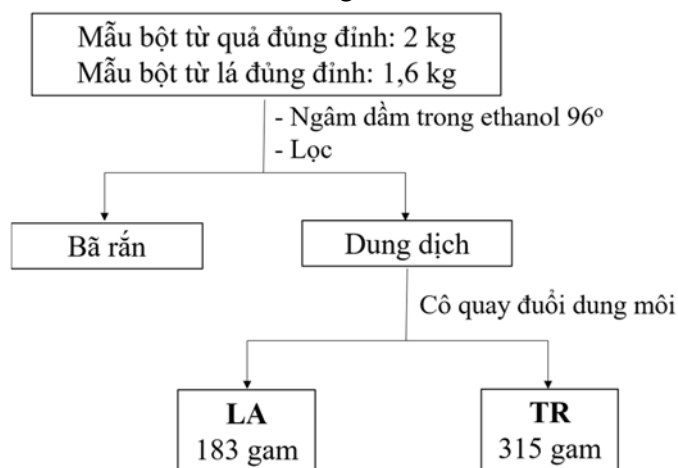 Mẫu bột từ quả đủng đỉnh: 2 kg
Mẫu bột từ lá đủng đỉnh: 1,6 kg
- Ngâm dầm trong ethanol 96º
- Lọc
Bã rắn
Dung dịch
Cô quay đuổi dung môi
LA
183 gam
TR
315 gam